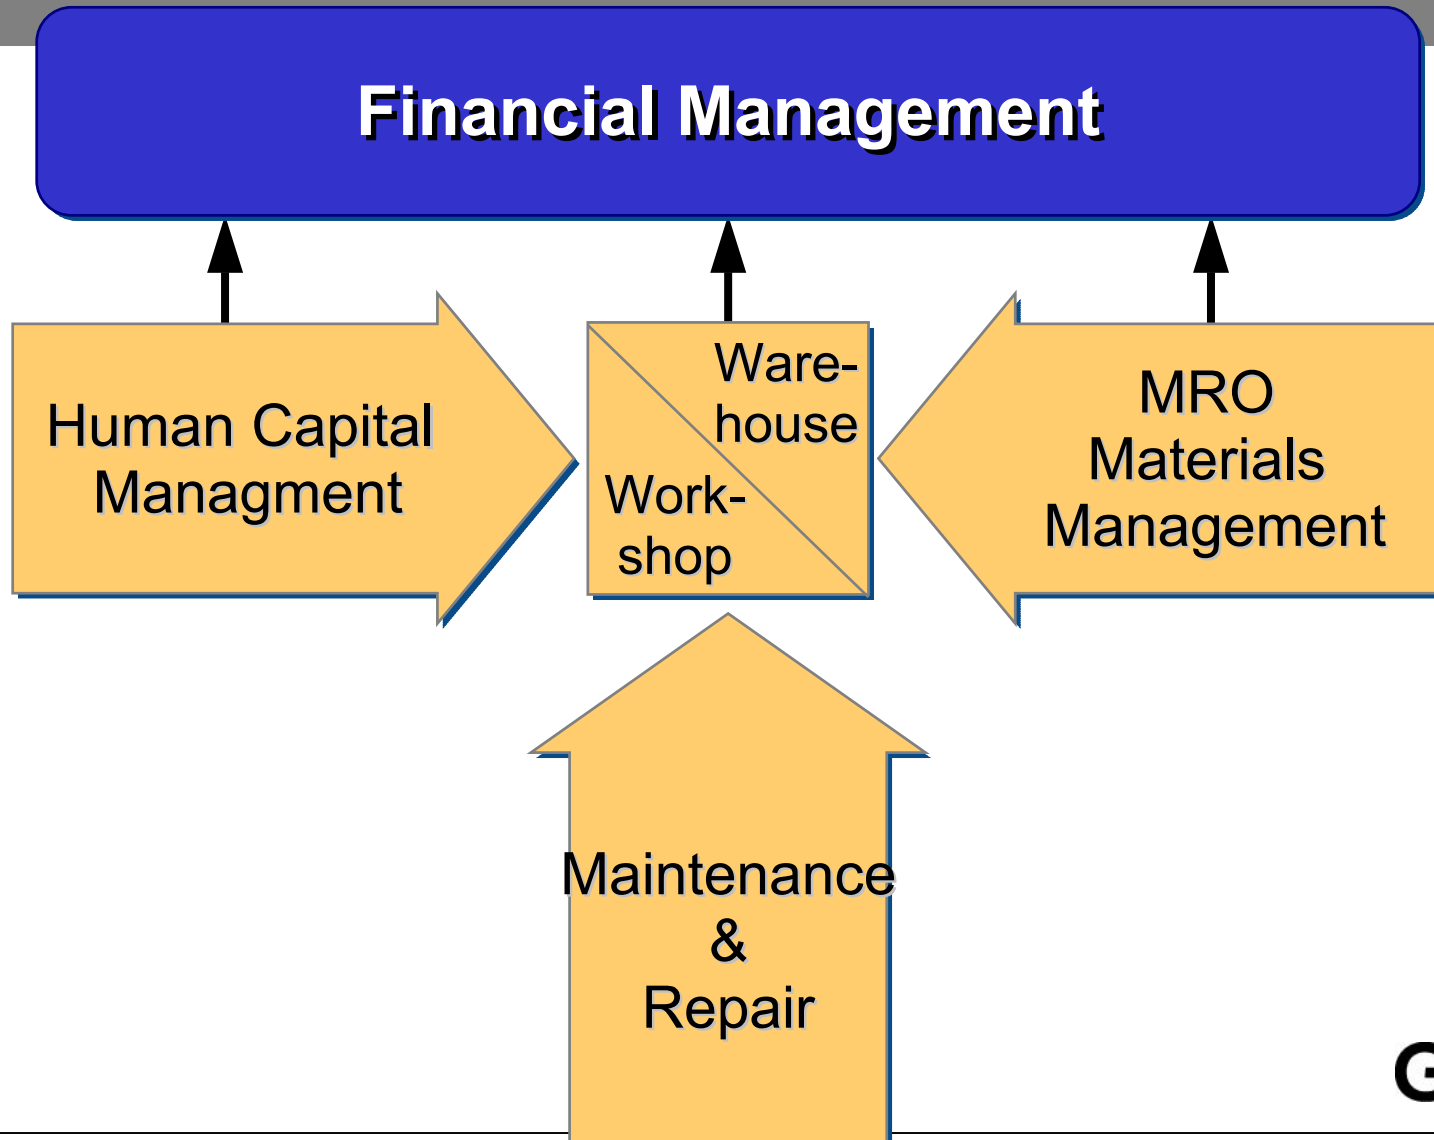 Financial Management
Human Capital
Managment
Ware-
house
Work-
shop
MRO
Materials
Management
Maintenance
&
Repair
G